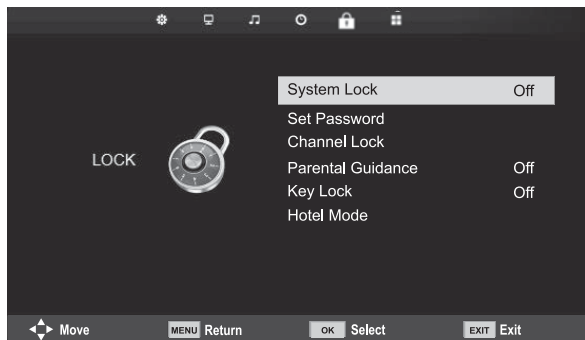 LOCK
System Lock Off
Set Password
Channel Lock
Parental Guidance Off
Key Lock Off
Hotel Mode
Move MENU Return OK Select EXIT Exit